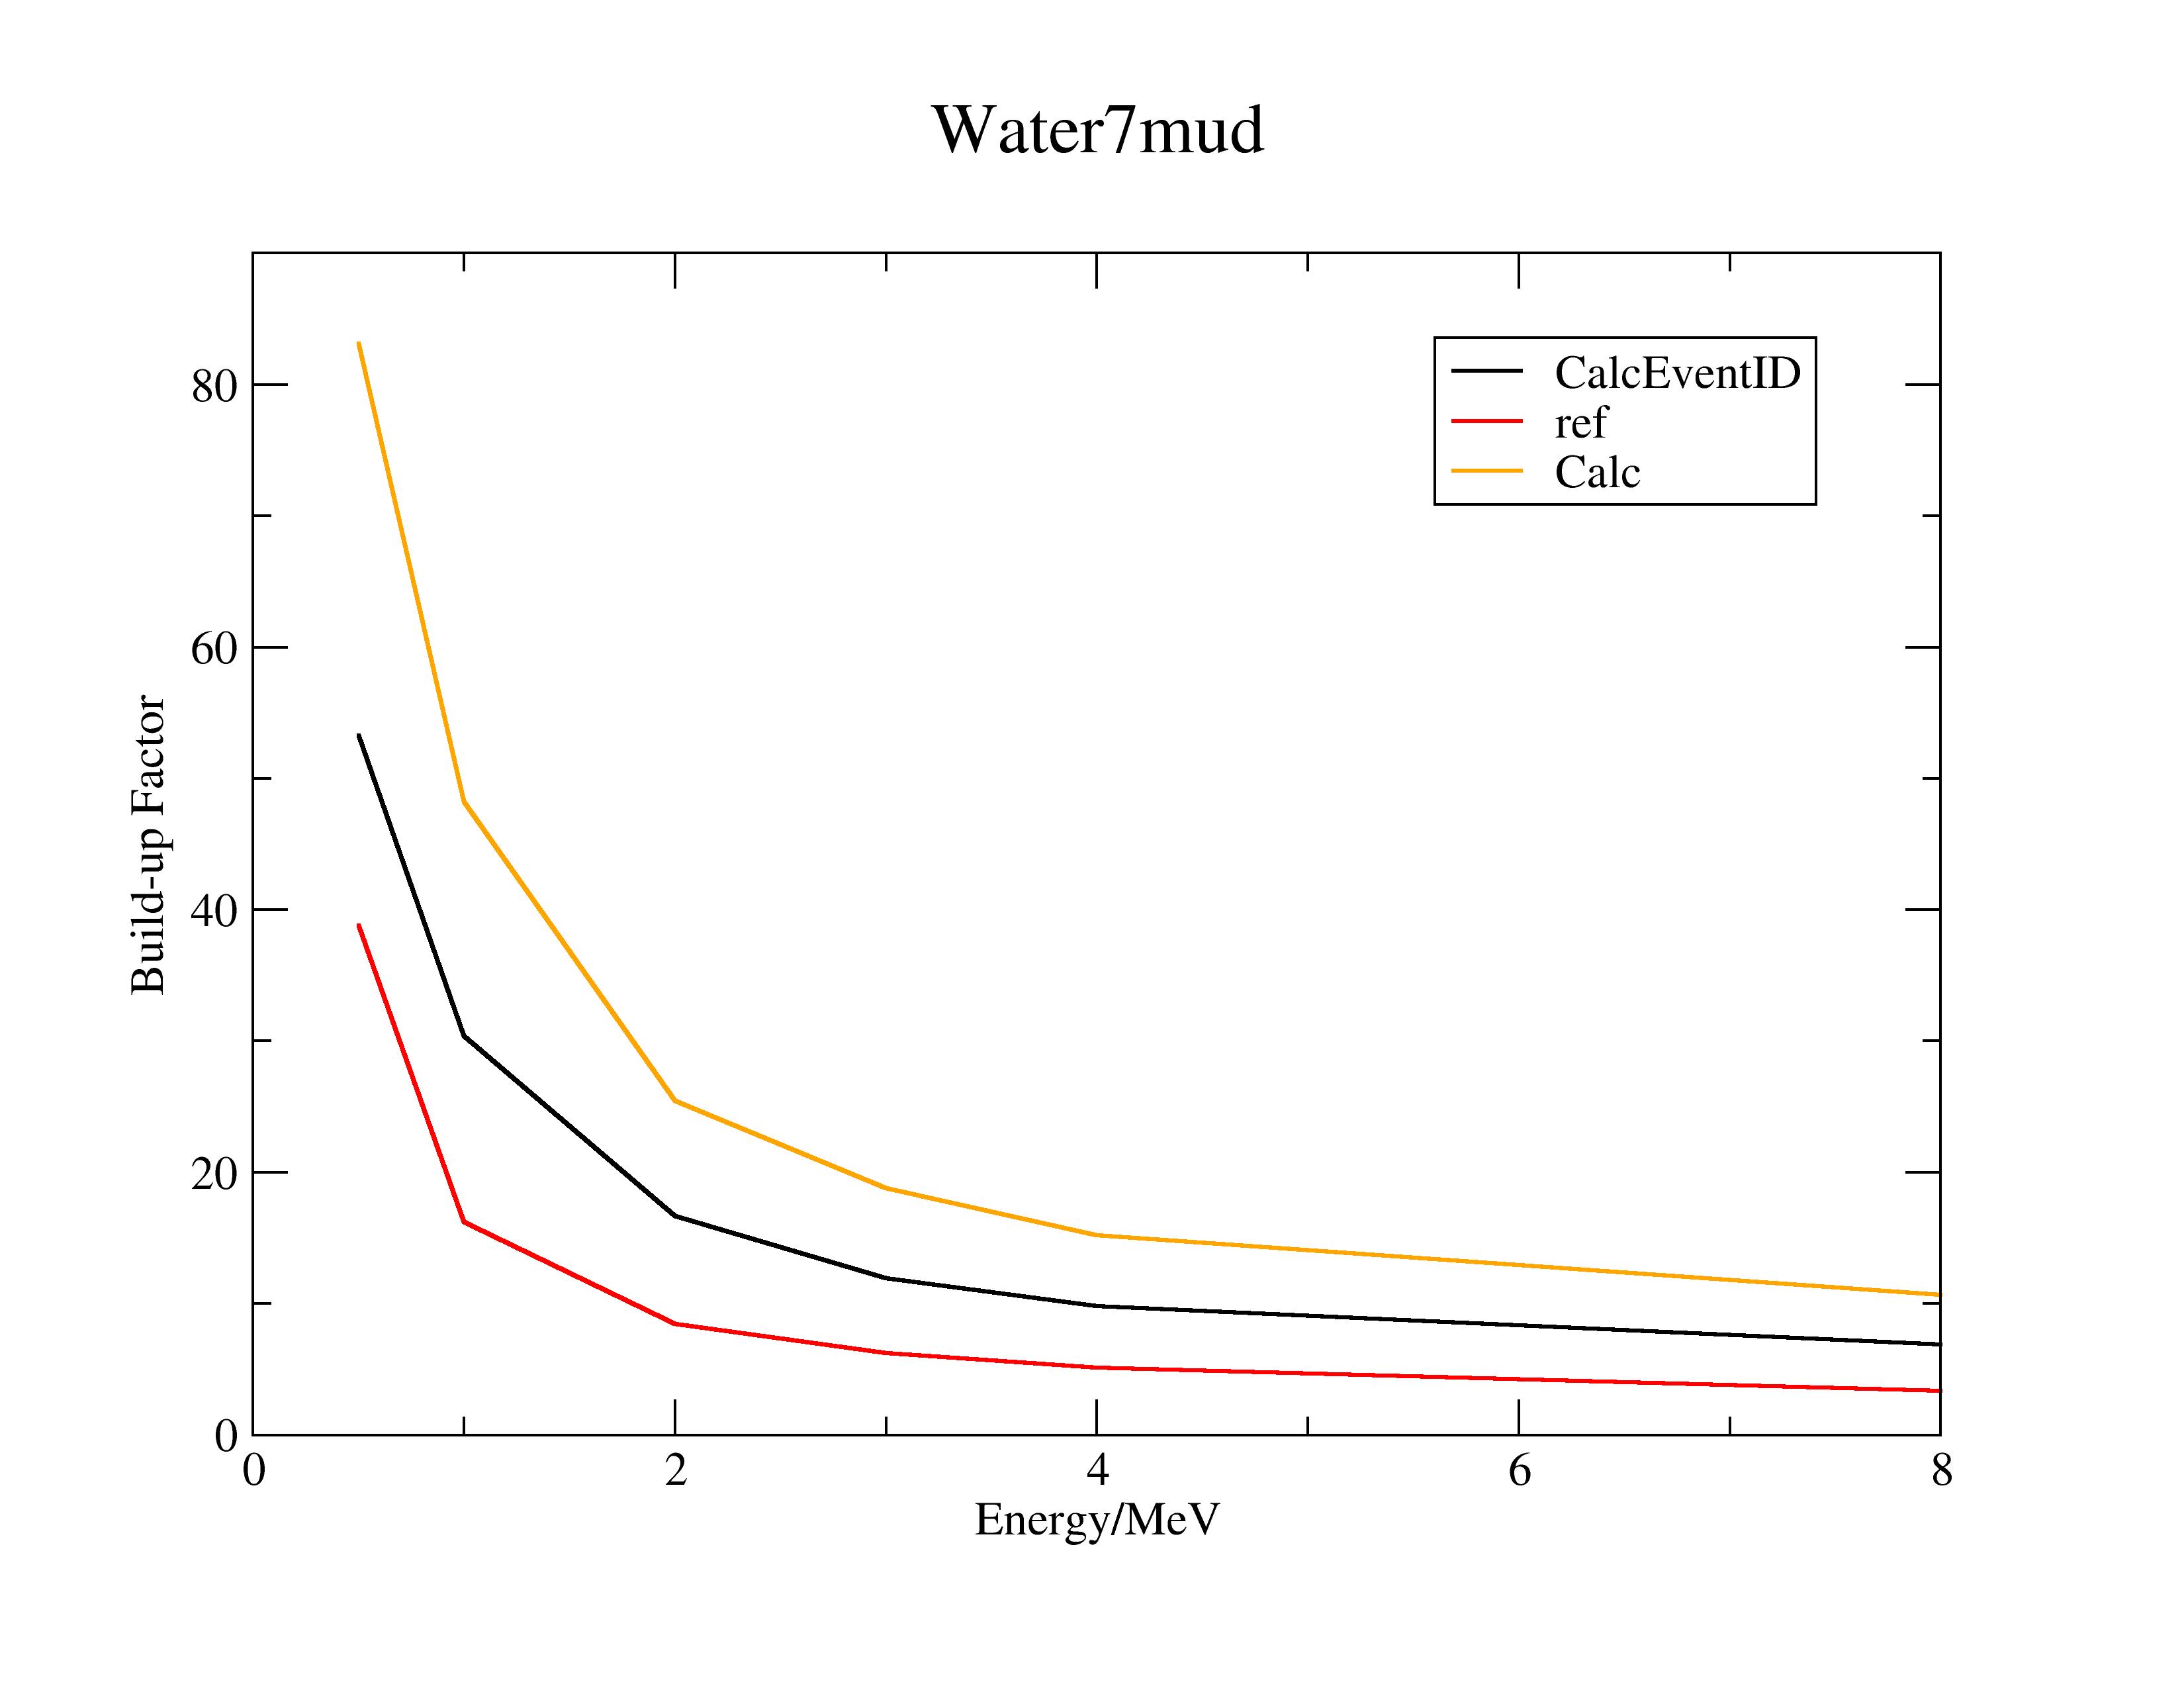 Water7mud
CalcEventID
ref
Calc
80
60
40
20
0
Build-up Factor
0 2 4 6 8
Energy/MeV